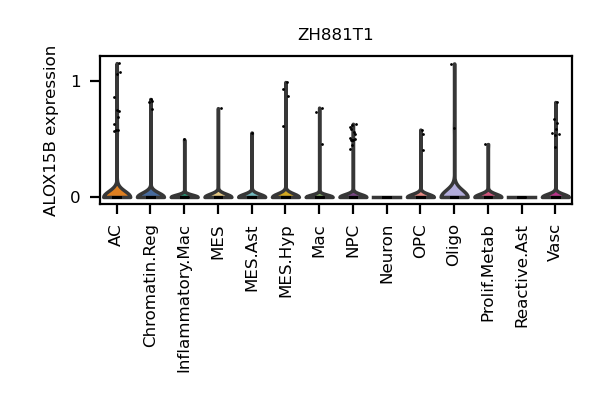 ZH881T1
ALOX15B expression
1
0
AC
Chromatin.Reg
Inflammatory.Mac
MES
MES.Ast
MES.Hyp
Mac
NPC
Neuron
OPC
Oligo
Prolif.Metab
Reactive.Ast
Vasc